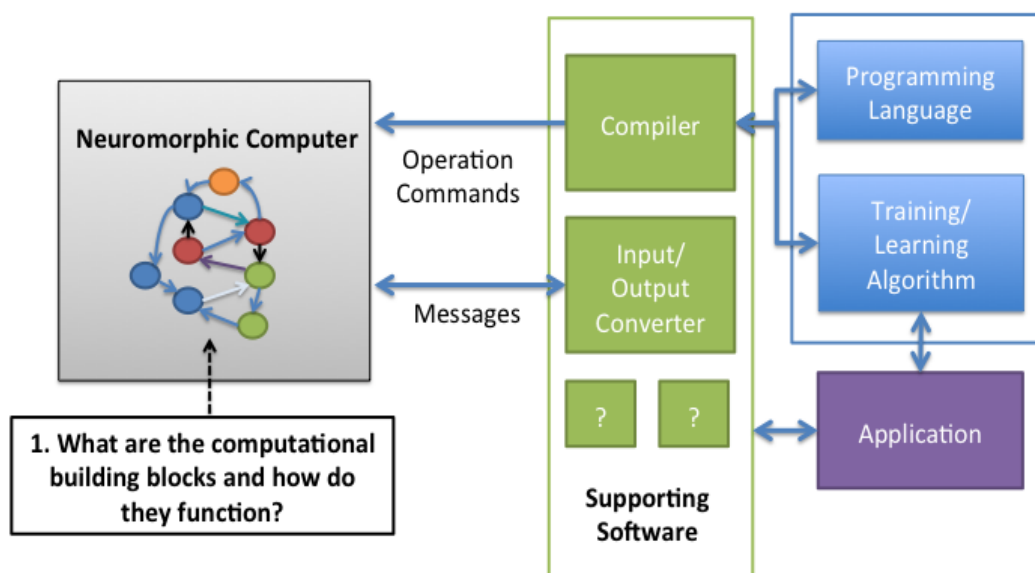 Neuromorphic Computer
1. What are the computational
building blocks and how do
they function?
Operation
Commands
Messages
Compiler
Input/
Output
Converter
?
?
Supporting
Software
Programming
Language
Training/
Learning
Algorithm
Application